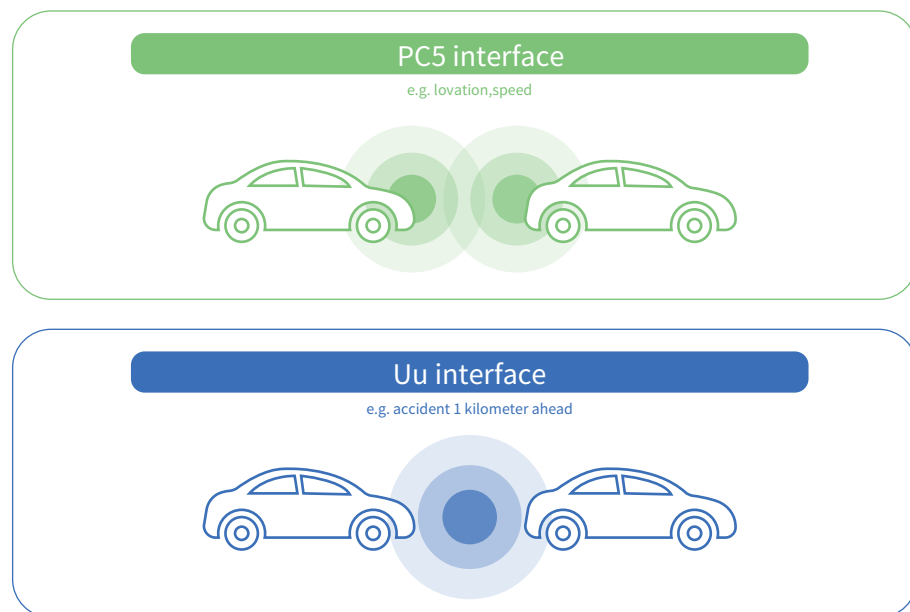 PC5 interface
e.g. lovation,speed
Uu interface
e.g. accident 1 kilometer ahead